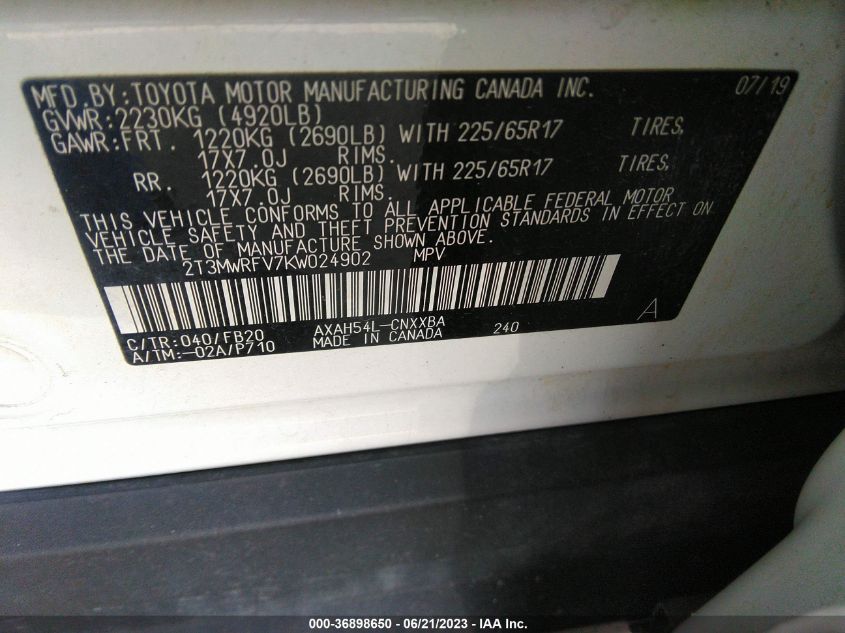 MFD. BY: TOYOTA MOTOR MANUFACTURING CANADA INC. 07/19
GVWR: 2230KG (4920LB)
GAWR: FRT. 1220KG (2690LB) WITH 225/65R17 TIRES,
17X7.0J RIMS.
RR. 1220KG (2690LB) WITH 225/65R17 TIRES,
17X7.0J RIMS.
THIS VEHICLE CONFORMS TO ALL APPLICABLE FEDERAL MOTOR
VEHICLE SAFETY AND THEFT PREVENTION STANDARDS IN EFFECT ON
THE DATE OF MANUFACTURE SHOWN ABOVE.
2T3MWRFV7KW024902 MPV
C/TR: 040/FB20 AXAH54L-CNXXBA 240 A
A/TM: -02A/P710 MADE IN CANADA
000-36898650 - 06/21/2023 - IAA Inc.